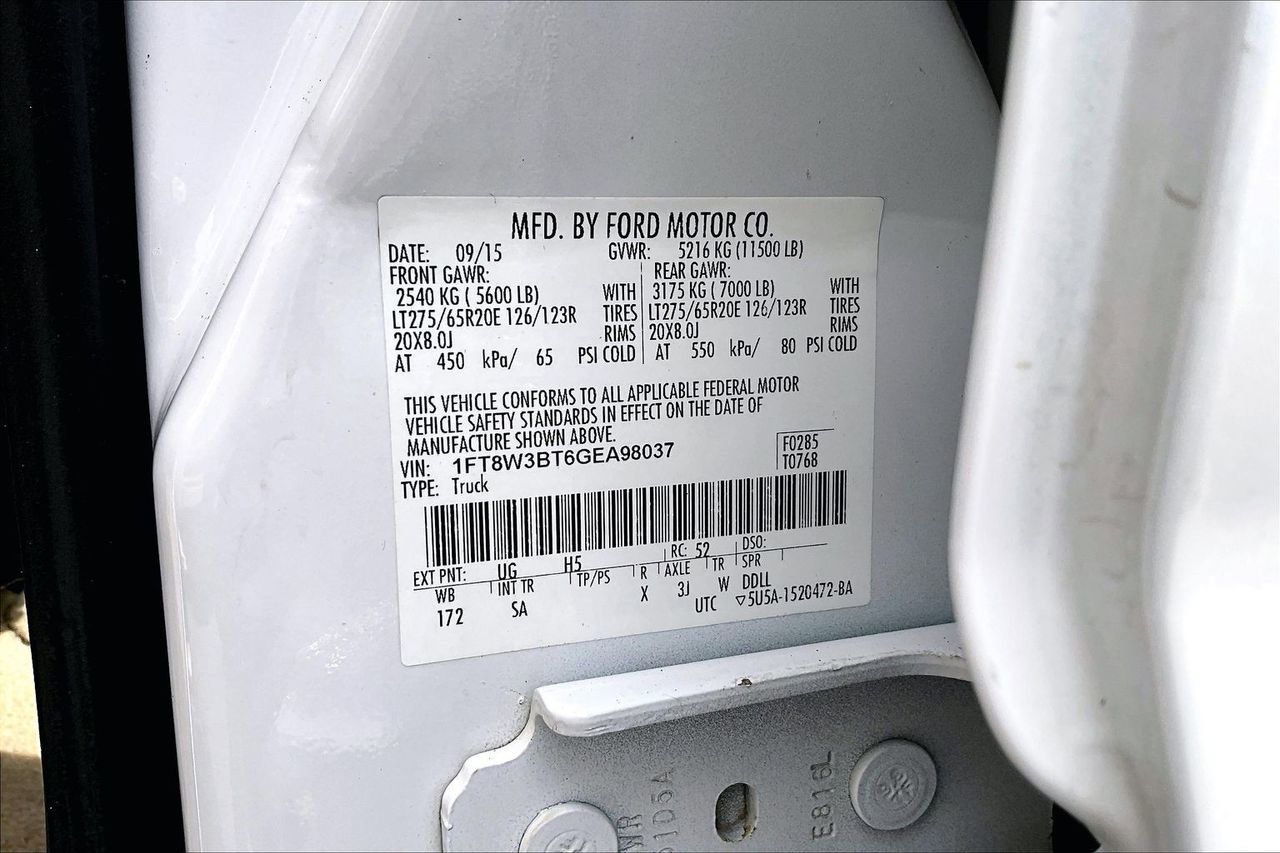 MFD. BY FORD MOTOR CO.
DATE: 09/15 GVWR: 5216 KG (11500 LB)
FRONT GAWR: REAR GAWR:
2540 KG ( 5600 LB) WITH 3175 KG ( 7000 LB) WITH
LT275/65R20E 126/123R TIRES LT275/65R20E 126/123R TIRES
20X8.0J RIMS 20X8.0J RIMS
AT 450 kPa/ 65 PSI COLD AT 550 kPa/ 80 PSI COLD
THIS VEHICLE CONFORMS TO ALL APPLICABLE FEDERAL MOTOR
VEHICLE SAFETY STANDARDS IN EFFECT ON THE DATE OF
MANUFACTURE SHOWN ABOVE.
VIN: 1FT8W3BT6GEA98037 F0285
TYPE: Truck T0768
EXT PNT: UG H5 RC: 52 DSO:
WB INT TR TP/PS R AXLE TR SPR
172 SA X 3J W DDLL
UTC ▽5U5A-1520472-BA
E816L